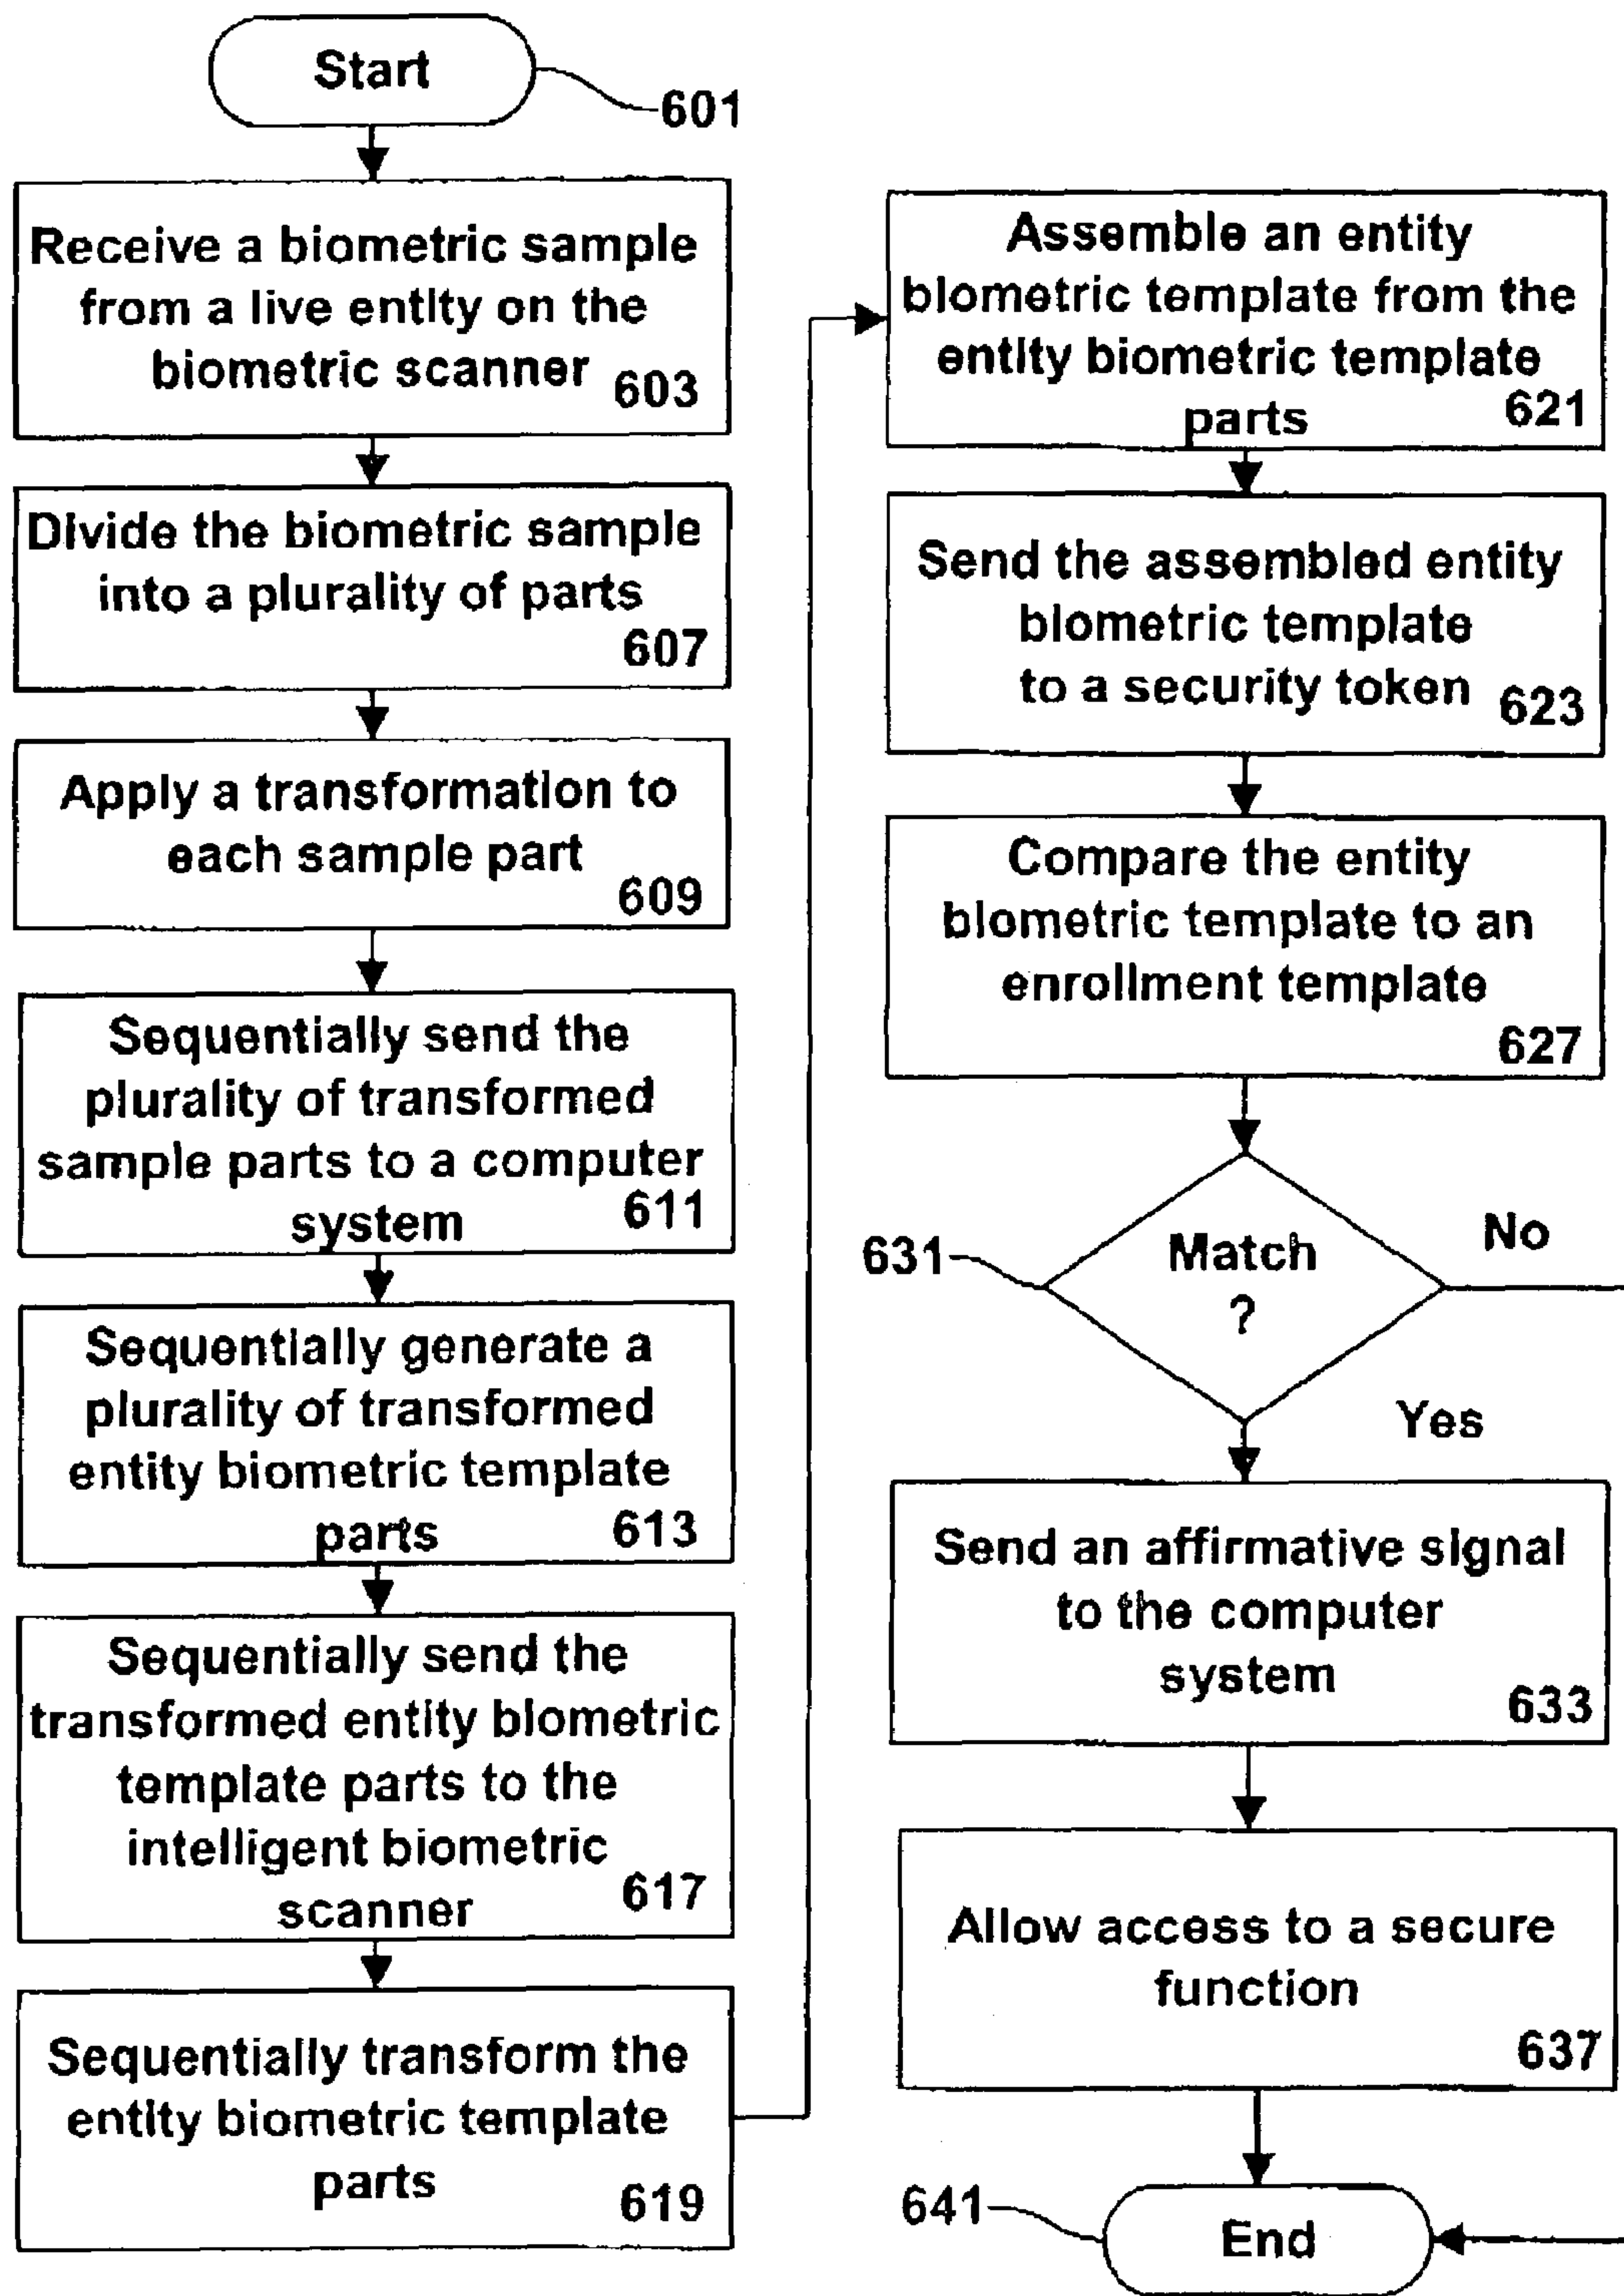 Start
601
Receive a biometric sample
from a live entity on the
biometric scanner 603
Divide the biometric sample
into a plurality of parts
607
Apply a transformation to
each sample part
609
Sequentially send the
plurality of transformed
sample parts to a computer
system 611
Sequentially generate a
plurality of transformed
entity biometric template
parts 613
Sequentially send the
transformed entity biometric
template parts to the
intelligent biometric
scanner 617
Sequentially transform the
entity biometric template
parts 619
Assemble an entity
biometric template from the
entity biometric template
parts 621
Send the assembled entity
biometric template
to a security token 623
Compare the entity
biometric template to an
enrollment template
627
631
Match
?
No
Yes
Send an affirmative signal
to the computer
system 633
Allow access to a secure
function
637
641
End